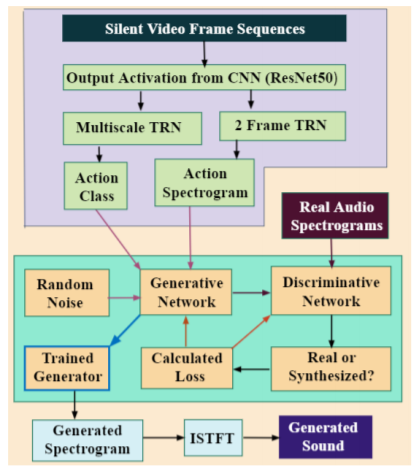 Silent Video Frame Sequences
Output Activation from CNN (ResNet50)
Multiscale TRN
2 Frame TRN
Action
Class
Action
Spectrogram
Real Audio
Spectrograms
Random
Noise
Generative
Network
Discriminative
Network
Trained
Generator
Calculated
Loss
Real or
Synthesized?
Generated
Spectrogram
ISTFT
Generated
Sound